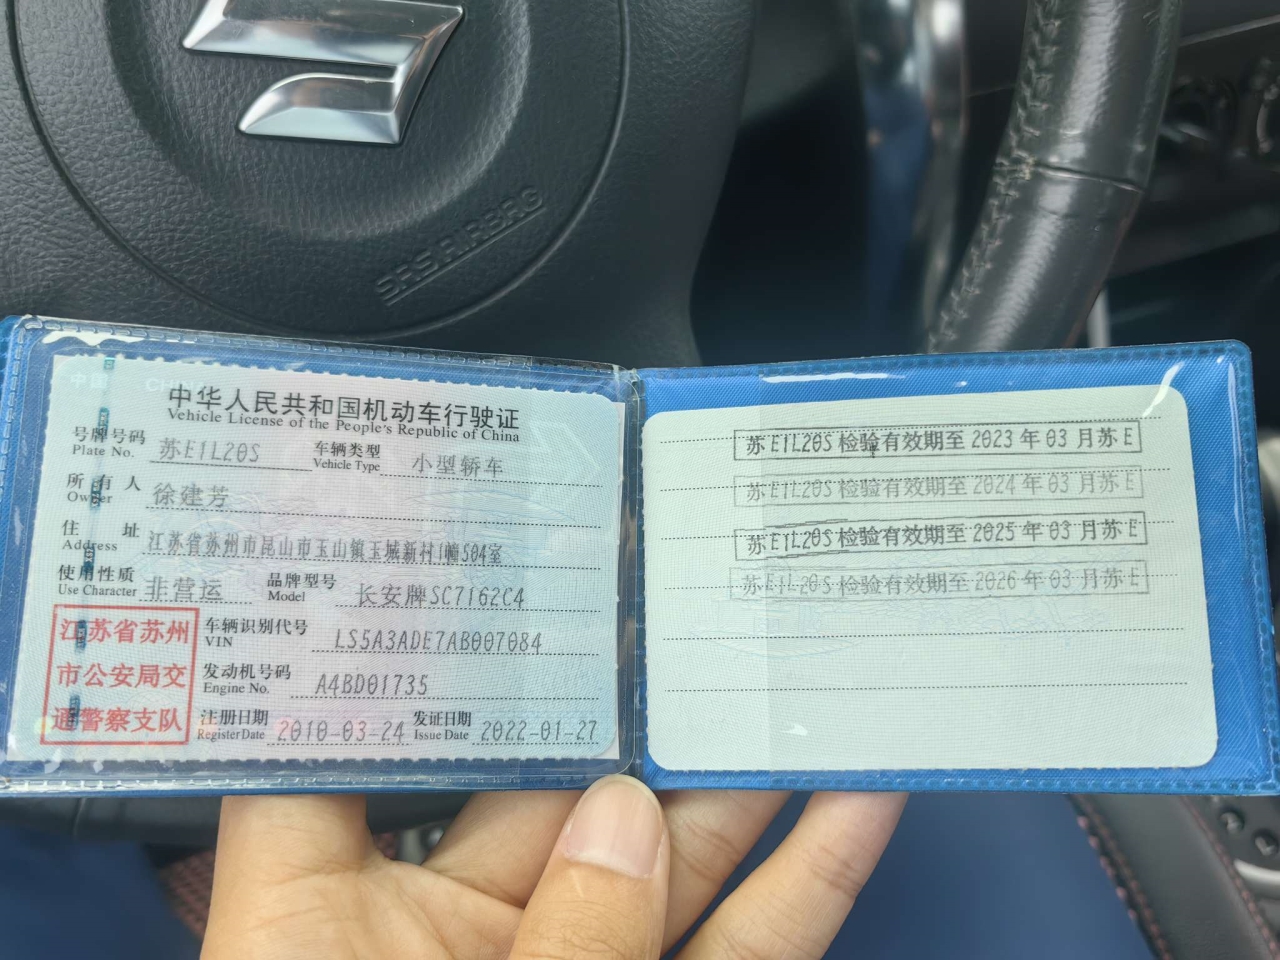 SRS AIRBAG
中国 CHINA
中华人民共和国机动车行驶证
Vehicle License of the People's Republic of China
号牌号码 苏E1L20S 车辆类型 小型轿车
Plate No. Vehicle Type
所有人 徐建芳
Owner
住址 江苏省苏州市昆山市玉山镇玉城新村1幢504室
Address
使用性质 非营运 品牌型号 长安牌SC7162C4
Use Character Model
江苏省苏州
市公安局交
通警察支队
车辆识别代号 LS5A3ADE7AB007084
VIN
发动机号码 A4BD01735
Engine No.
注册日期 2010-03-24 发证日期 2022-01-27
Register Date Issue Date
苏E1L20S 检验有效期至 2023 年 03 月苏 E
苏E1L20S 检验有效期至 2024 年 03 月苏 E
苏E1L20S 检验有效期至 2025 年 03 月苏 E
苏E1L20S 检验有效期至 2026 年 03 月苏 E